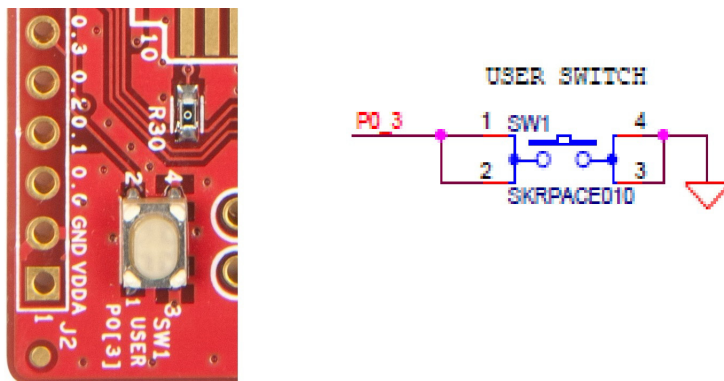 0.3 0.2 0.1 0.0 GND VDDA
10
R30
0
2 4
1 3
SW1
USER
P0[3]
1 J2
USER SWITCH
P0_3
1 SW1 4
2 3
SKRPACE010